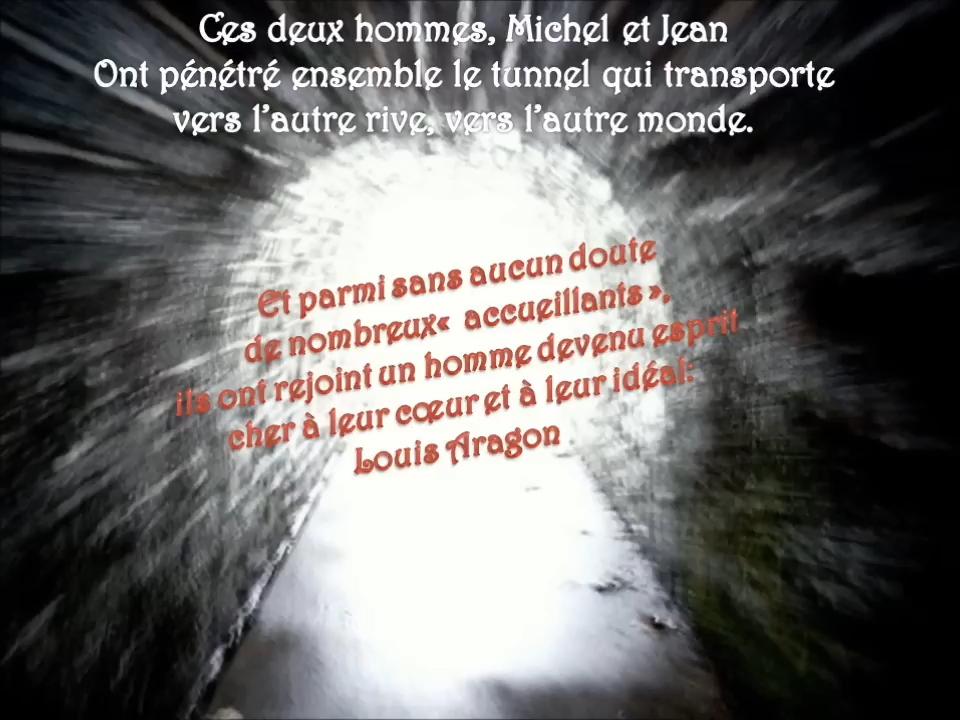 Ces deux hommes, Michel et Jean
Ont pénétré ensemble le tunnel qui transporte
vers l’autre rive, vers l’autre monde.
Et parmi sans aucun doute
de nombreux« accueillants »,
ils ont rejoint un homme devenu esprit
cher à leur cœur et à leur idéal:
Louis Aragon